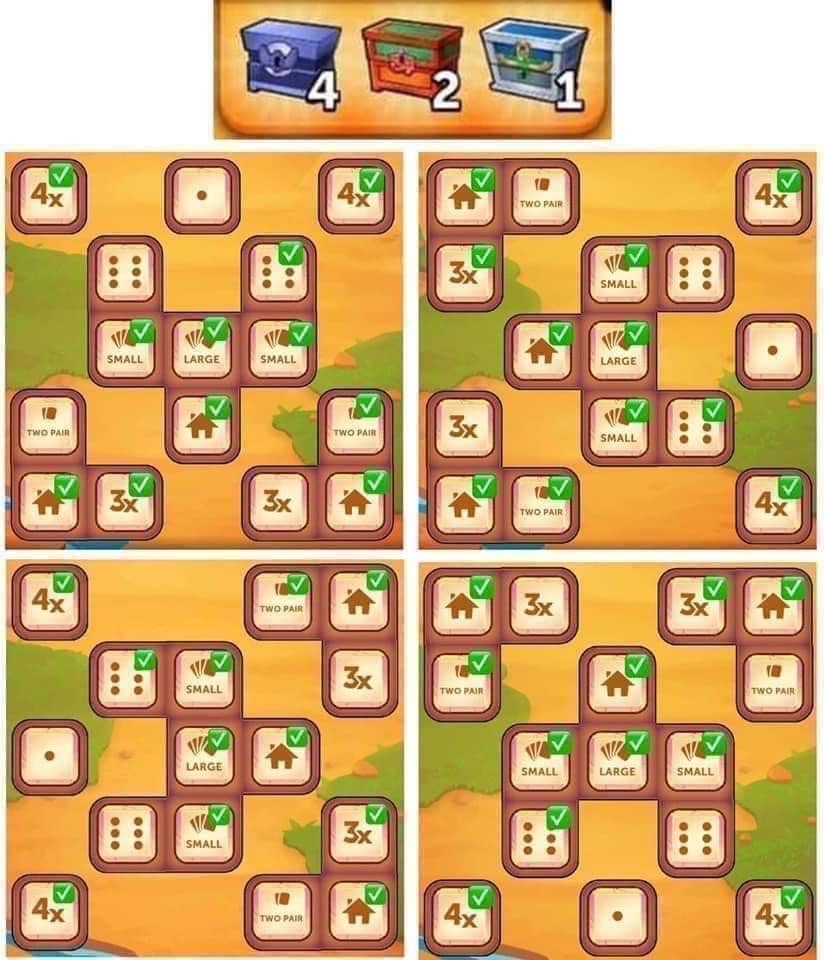 4 2 1
4x 4x
SMALL LARGE SMALL
TWO PAIR TWO PAIR
3x 3x
TWO PAIR 4x
3x SMALL
LARGE
3x SMALL
TWO PAIR 4x
4x TWO PAIR
SMALL 3x
LARGE
SMALL 3x
4x TWO PAIR
3x 3x
TWO PAIR TWO PAIR
SMALL LARGE SMALL
4x 4x